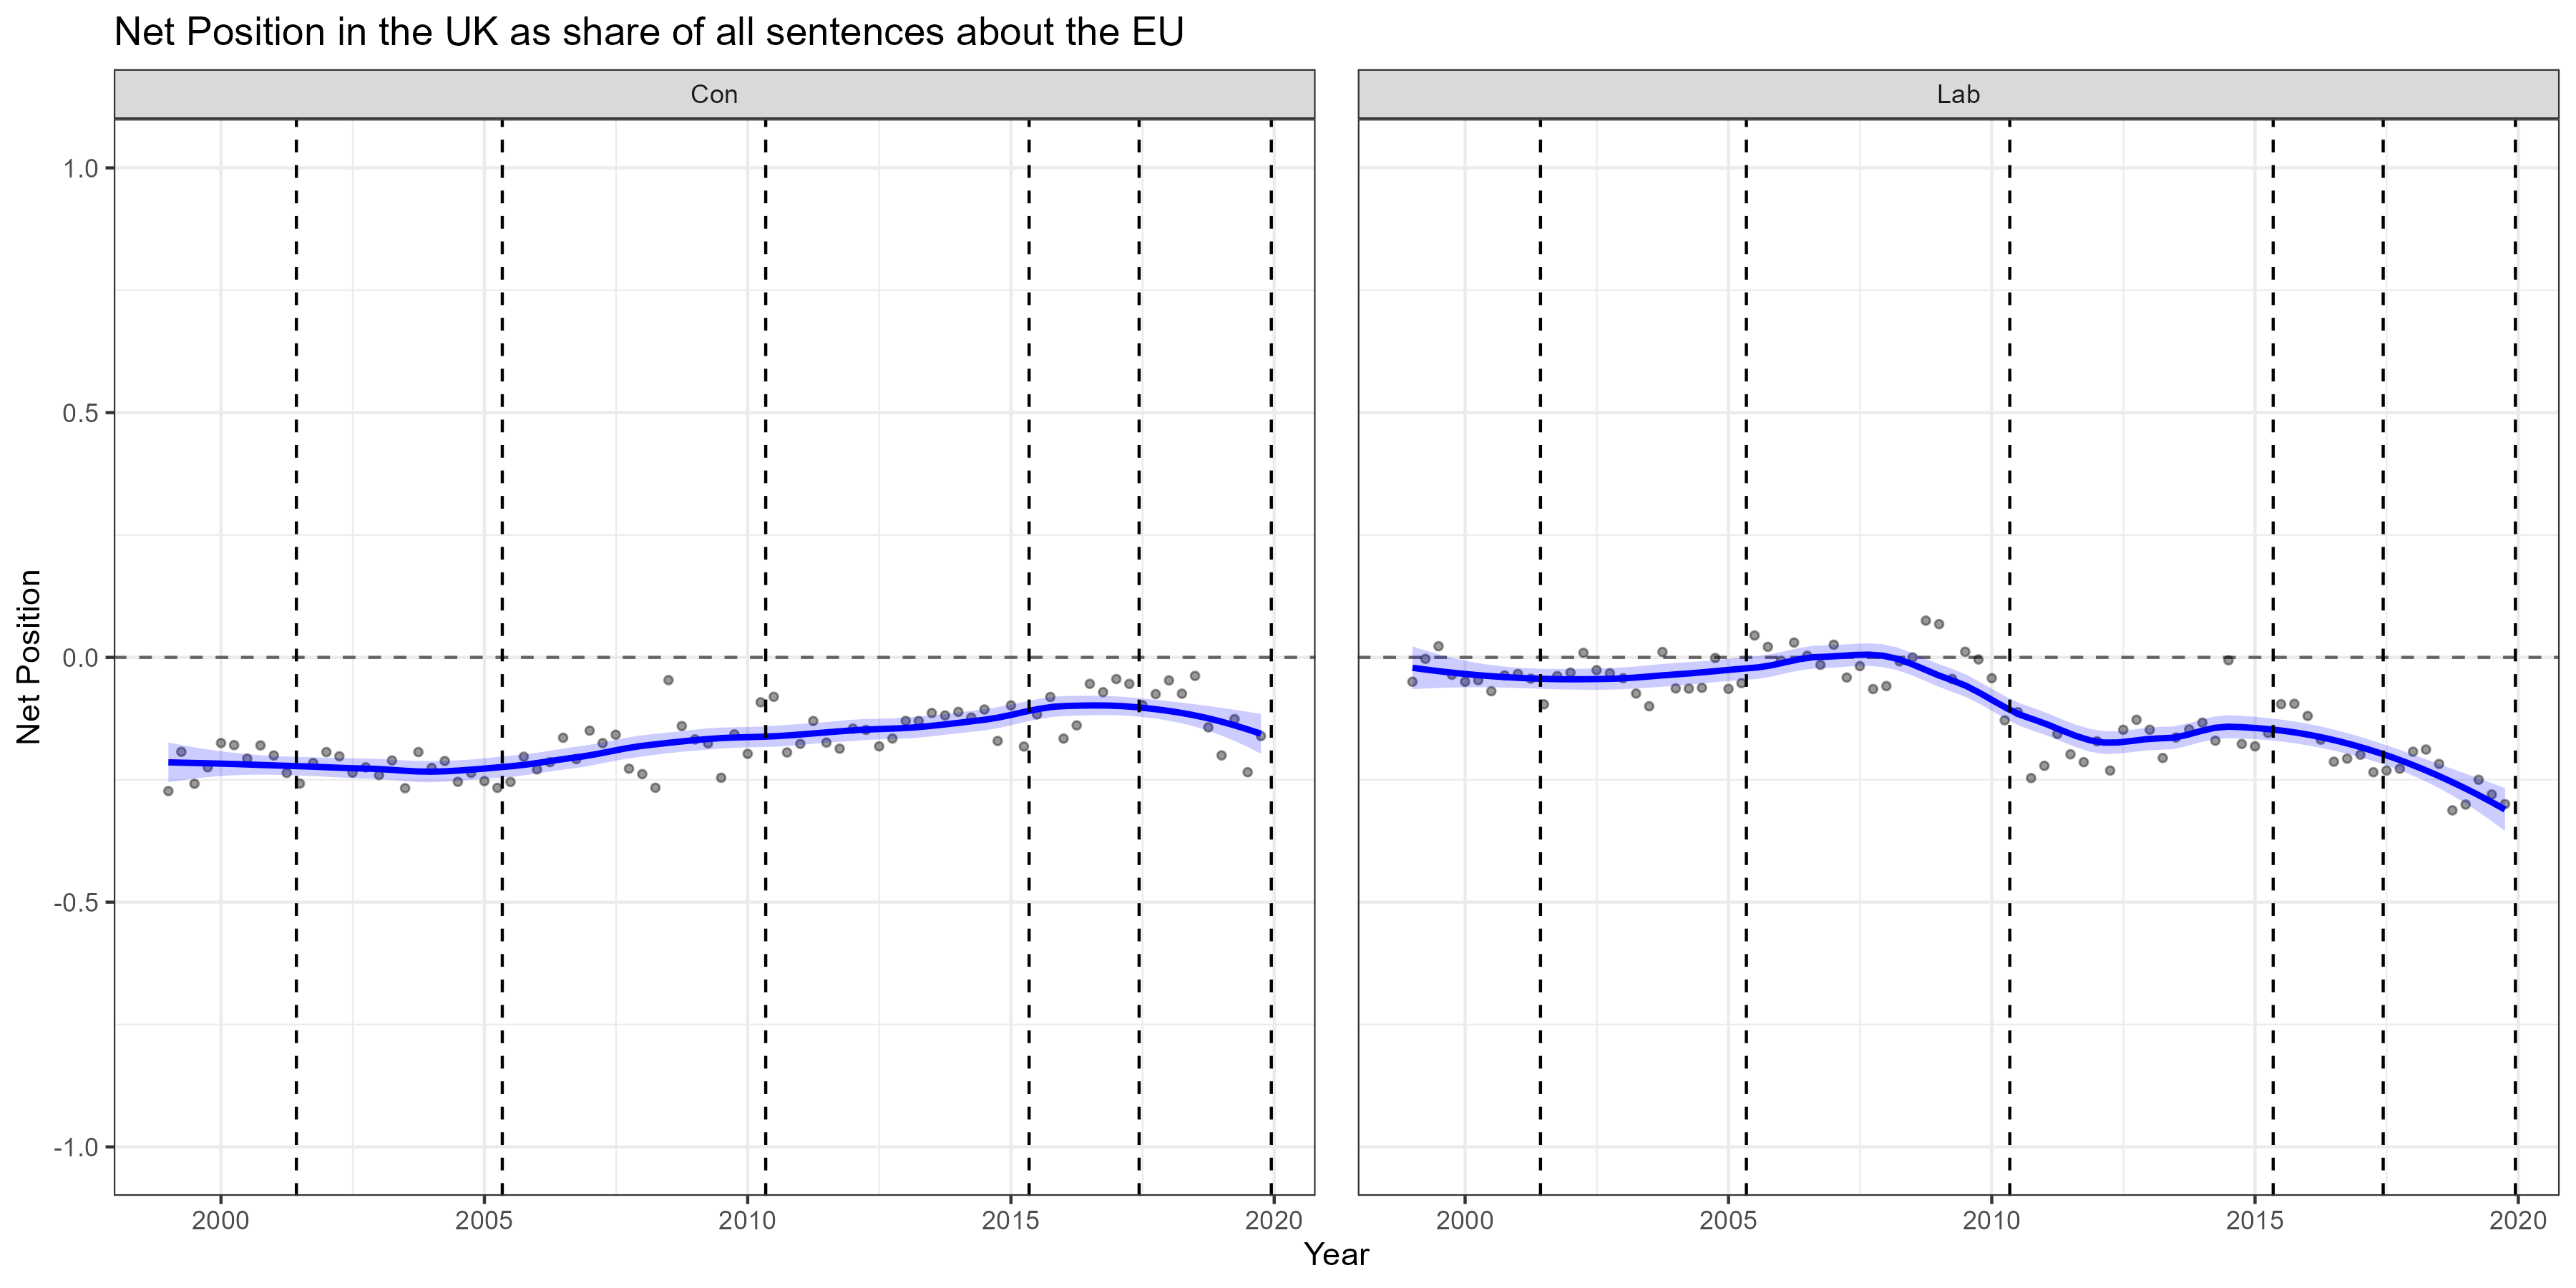 Net Position in the UK as share of all sentences about the EU
Con
Lab
1.0
0.5
0.0
-0.5
-1.0
Net Position
2000 2005 2010 2015 2020
2000 2005 2010 2015 2020
Year